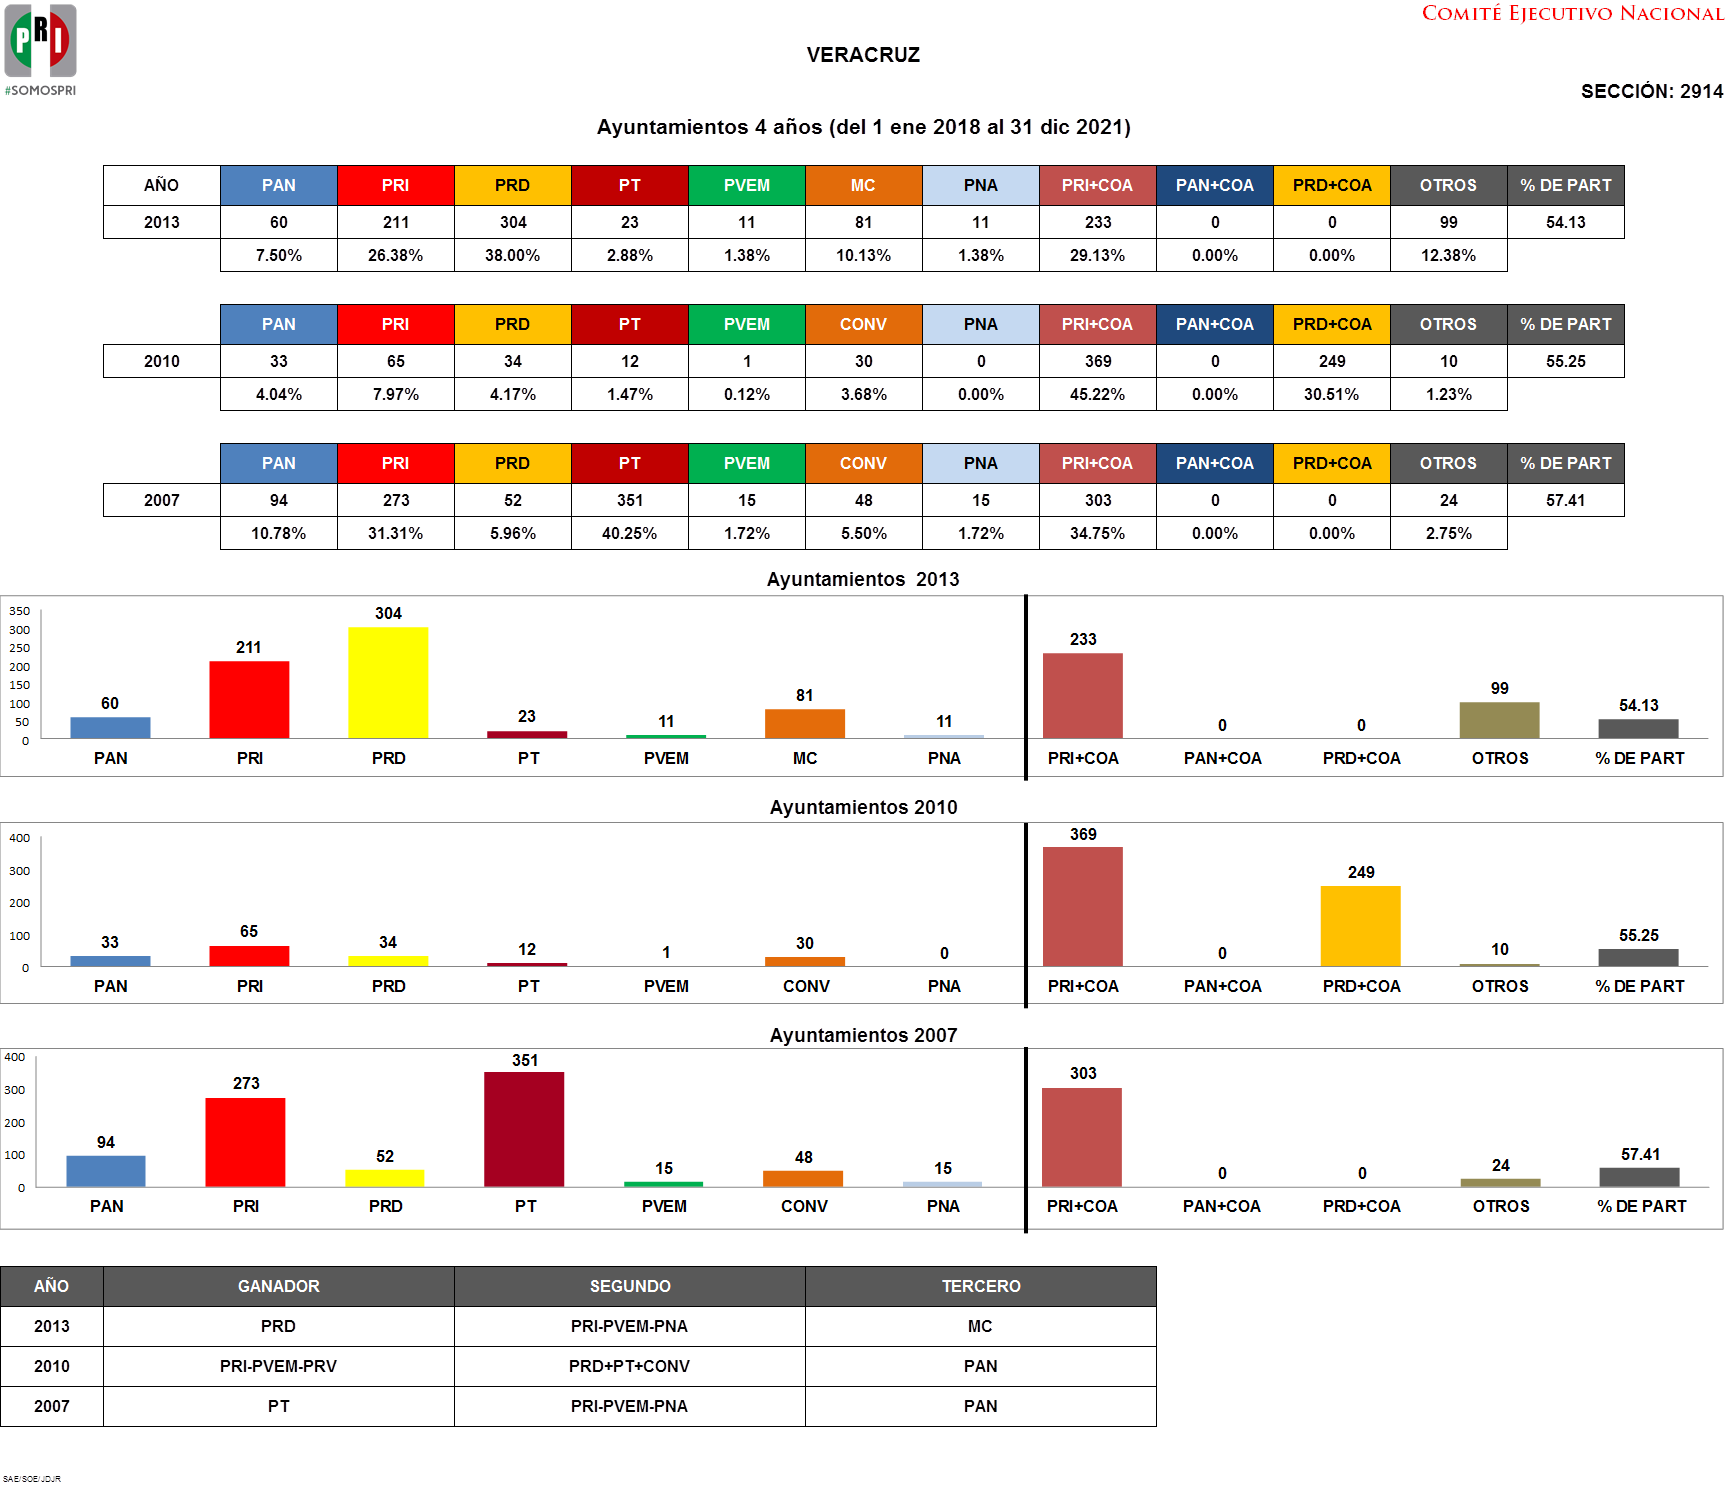 PRI
#SOMOSPRI
COMITÉ EJECUTIVO NACIONAL
VERACRUZ
SECCIÓN: 2914
Ayuntamientos 4 años (del 1 ene 2018 al 31 dic 2021)
AÑO PAN PRI PRD PT PVEM MC PNA PRI+COA PAN+COA PRD+COA OTROS % DE PART
2013 60 211 304 23 11 81 11 233 0 0 99 54.13
7.50% 26.38% 38.00% 2.88% 1.38% 10.13% 1.38% 29.13% 0.00% 0.00% 12.38%
PAN PRI PRD PT PVEM CONV PNA PRI+COA PAN+COA PRD+COA OTROS % DE PART
2010 33 65 34 12 1 30 0 369 0 249 10 55.25
4.04% 7.97% 4.17% 1.47% 0.12% 3.68% 0.00% 45.22% 0.00% 30.51% 1.23%
PAN PRI PRD PT PVEM CONV PNA PRI+COA PAN+COA PRD+COA OTROS % DE PART
2007 94 273 52 351 15 48 15 303 0 0 24 57.41
10.78% 31.31% 5.96% 40.25% 1.72% 5.50% 1.72% 34.75% 0.00% 0.00% 2.75%
Ayuntamientos 2013
350
300
250
200
150
100
50
0
60 211 304 23 11 81 11 233 0 0 99 54.13
PAN PRI PRD PT PVEM MC PNA PRI+COA PAN+COA PRD+COA OTROS % DE PART
Ayuntamientos 2010
400
300
200
100
0
33 65 34 12 1 30 0 369 0 249 10 55.25
PAN PRI PRD PT PVEM CONV PNA PRI+COA PAN+COA PRD+COA OTROS % DE PART
Ayuntamientos 2007
400
300
200
100
0
94 273 52 351 15 48 15 303 0 0 24 57.41
PAN PRI PRD PT PVEM CONV PNA PRI+COA PAN+COA PRD+COA OTROS % DE PART
AÑO GANADOR SEGUNDO TERCERO
2013 PRD PRI-PVEM-PNA MC
2010 PRI-PVEM-PRV PRD+PT+CONV PAN
2007 PT PRI-PVEM-PNA PAN
SAE/SOE/JDJR